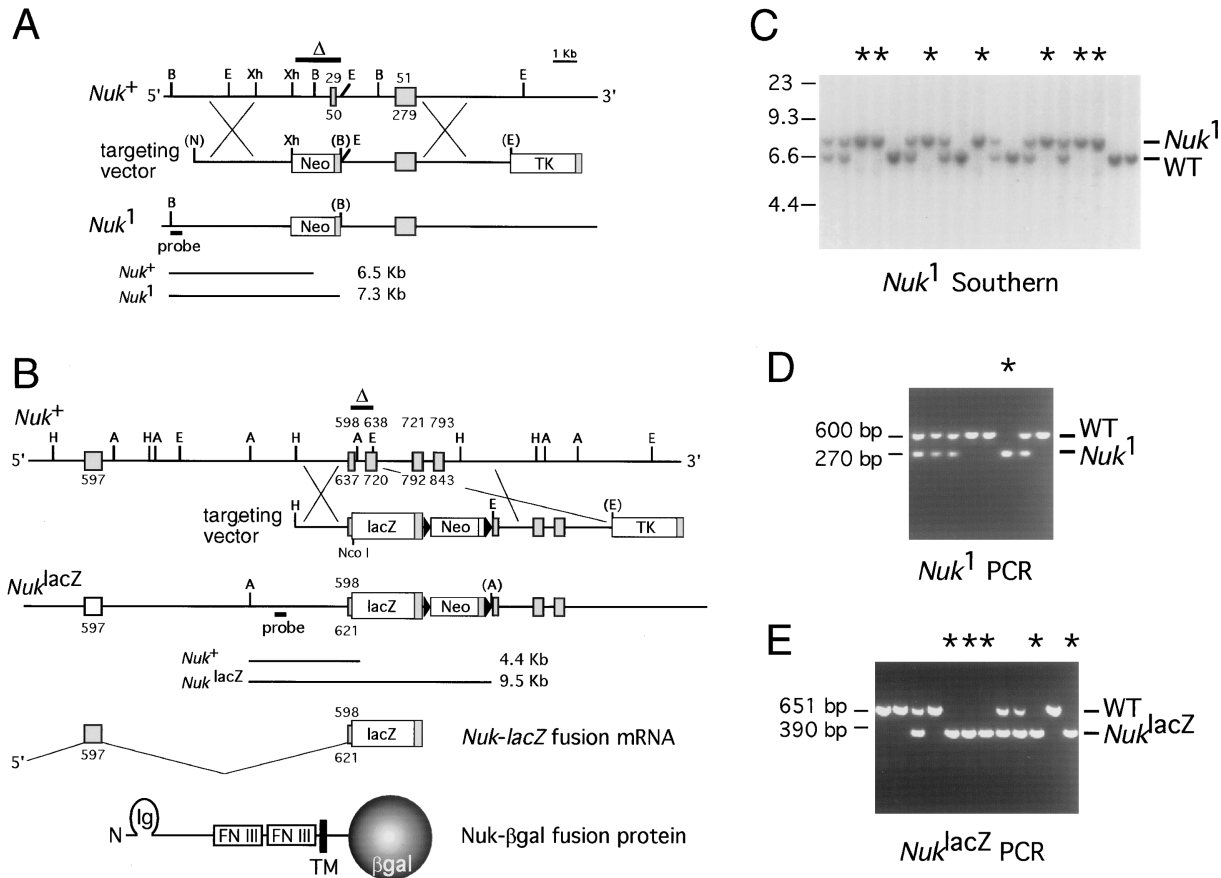 A
Δ
1 Kb
B E Xh Xh B 29 E B 51 E
Nuk+ 5' 50 279 3'
(N) Xh (B) E (E)
targeting vector Neo TK
B (B)
Nuk1 Neo
probe
Nuk+ 6.5 Kb
Nuk1 7.3 Kb
B
Δ
Nuk+ 598 638 721 793
H A HA E A H A E H HA A E
5' 3'
597 637 720 792 843
H E (E)
targeting vector lacZ Neo TK
Nco I
NuklacZ A 598 (A)
lacZ Neo
597 probe 621
Nuk+ 4.4 Kb
Nuk lacZ 9.5 Kb
598
lacZ Nuk-lacZ fusion mRNA
5' 597 621
N Ig FN III FN III βgal Nuk-βgal fusion protein
TM
C
** * * * **
23
9.3
6.6
4.4
Nuk1
WT
Nuk1 Southern
D
*
600 bp WT
270 bp Nuk1
Nuk1 PCR
E
*** * *
651 bp WT
390 bp NuklacZ
NuklacZ PCR